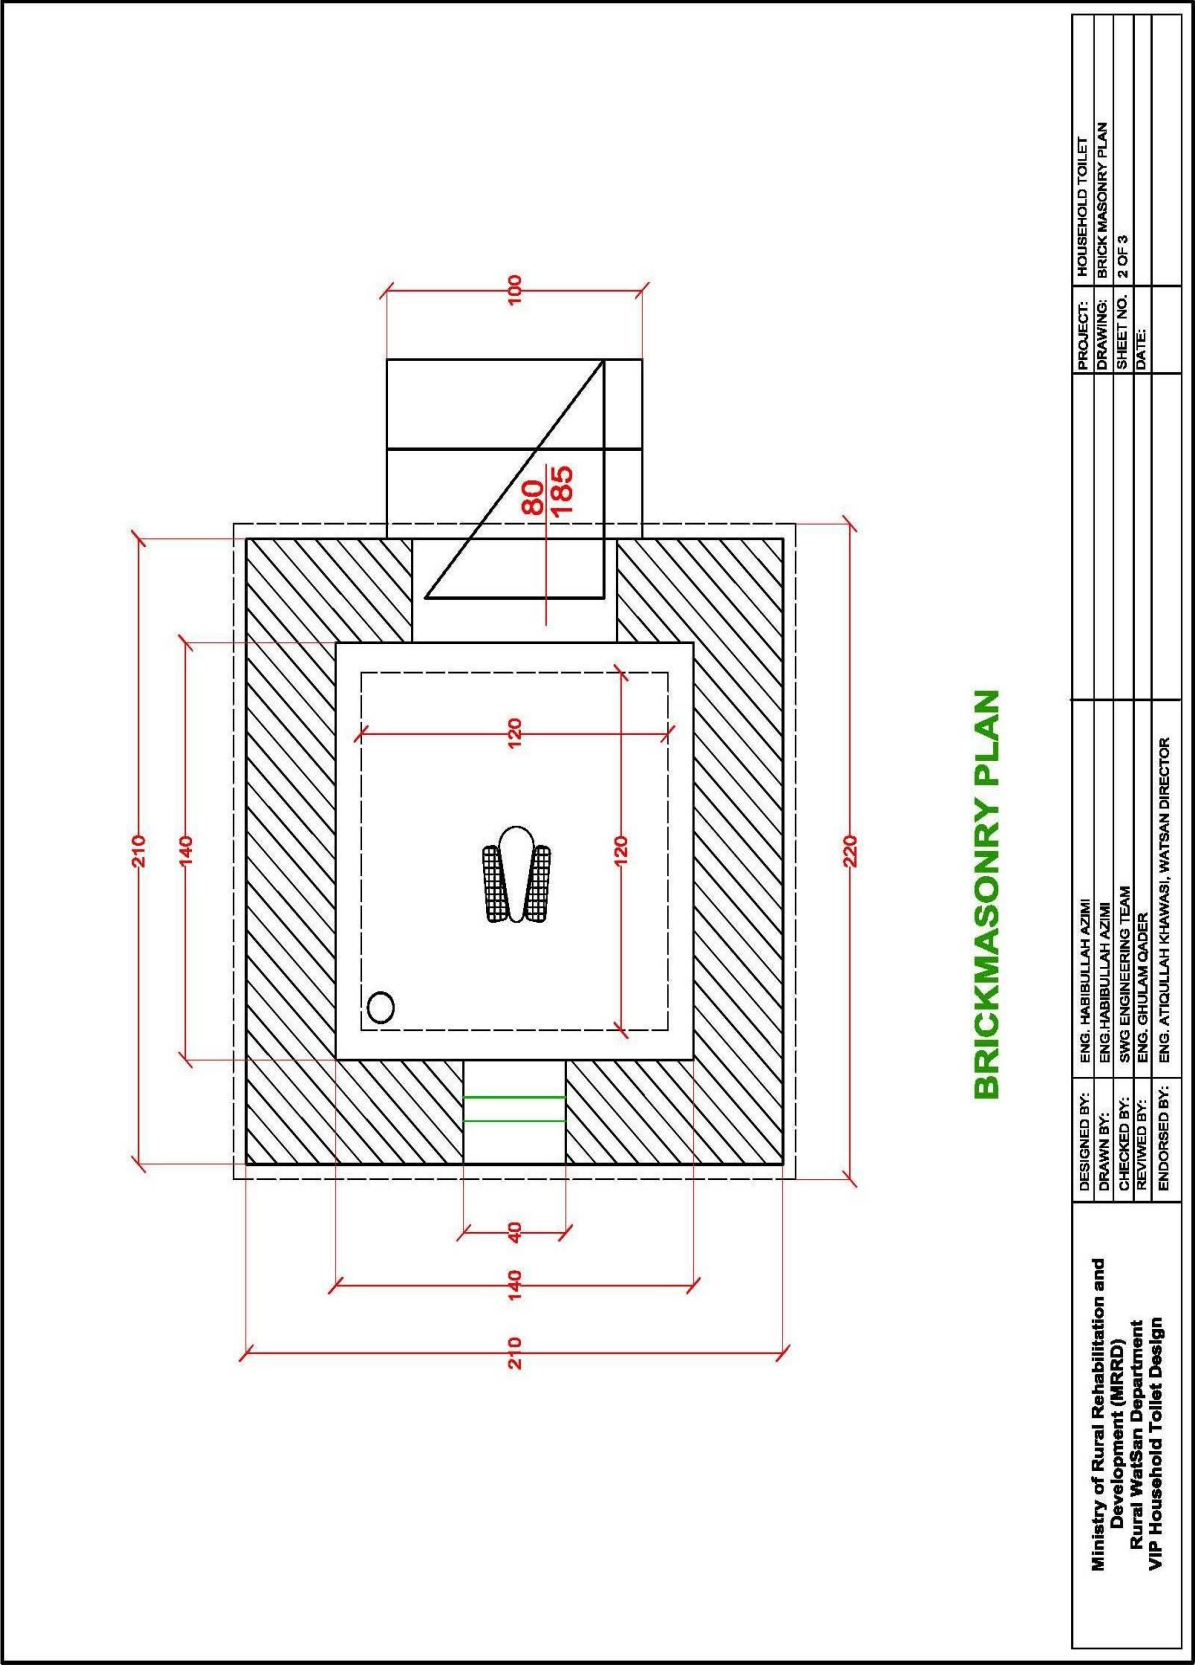 210
140
120
120
220
100
80
185
40
140
210
BRICKMASONRY PLAN
Ministry of Rural Rehabilitation and
Development (MRRD)
Rural WatSan Department
VIP Household Toilet Design
DESIGNED BY: ENG. HABIBULLAH AZIMI
DRAWN BY: ENG.HABIBULLAH AZIMI
CHECKED BY: SWG ENGINEERING TEAM
REVIWED BY: ENG. GHULAM QADER
ENDORSED BY: ENG. ATIQULLAH KHAWASI, WATSAN DIRECTOR
PROJECT: HOUSEHOLD TOILET
DRAWING: BRICK MASONRY PLAN
SHEET NO. 2 OF 3
DATE: